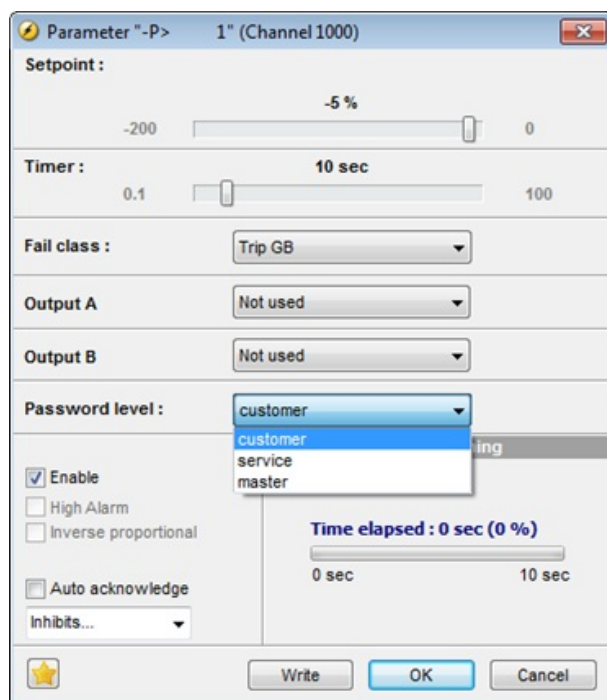 Parameter "-P> 1" (Channel 1000)
Setpoint :
-5 %
-200 0
Timer : 10 sec
0.1 100
Fail class : Trip GB
Output A Not used
Output B Not used
Password level : customer
customer
service
master
ing
Enable
High Alarm
Inverse proportional
Time elapsed : 0 sec (0 %)
0 sec 10 sec
Auto acknowledge
Inhibits...
Write OK Cancel